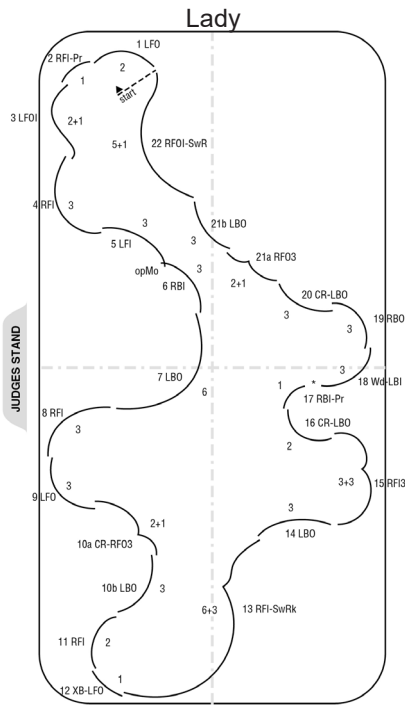 Lady
1 LFO
2 RFI-Pr
2
1
start
3 LFOI
2+1
5+1
22 RFOI-SwR
4 RFI
3
3
21b LBO
5 LFI
3
21a RFO3
opMo
3
6 RBI
2+1
20 CR-LBO
3
19 RBO
3
JUDGES STAND
3
7 LBO
6
1
*
18 Wd-LBI
17 RBI-Pr
8 RFI
16 CR-LBO
3
2
3+3
15 RFI3
3
9 LFO
3
2+1
14 LBO
10a CR-RFO3
10b LBO
3
6+3
13 RFI-SwRk
11 RFI
2
1
12 XB-LFO